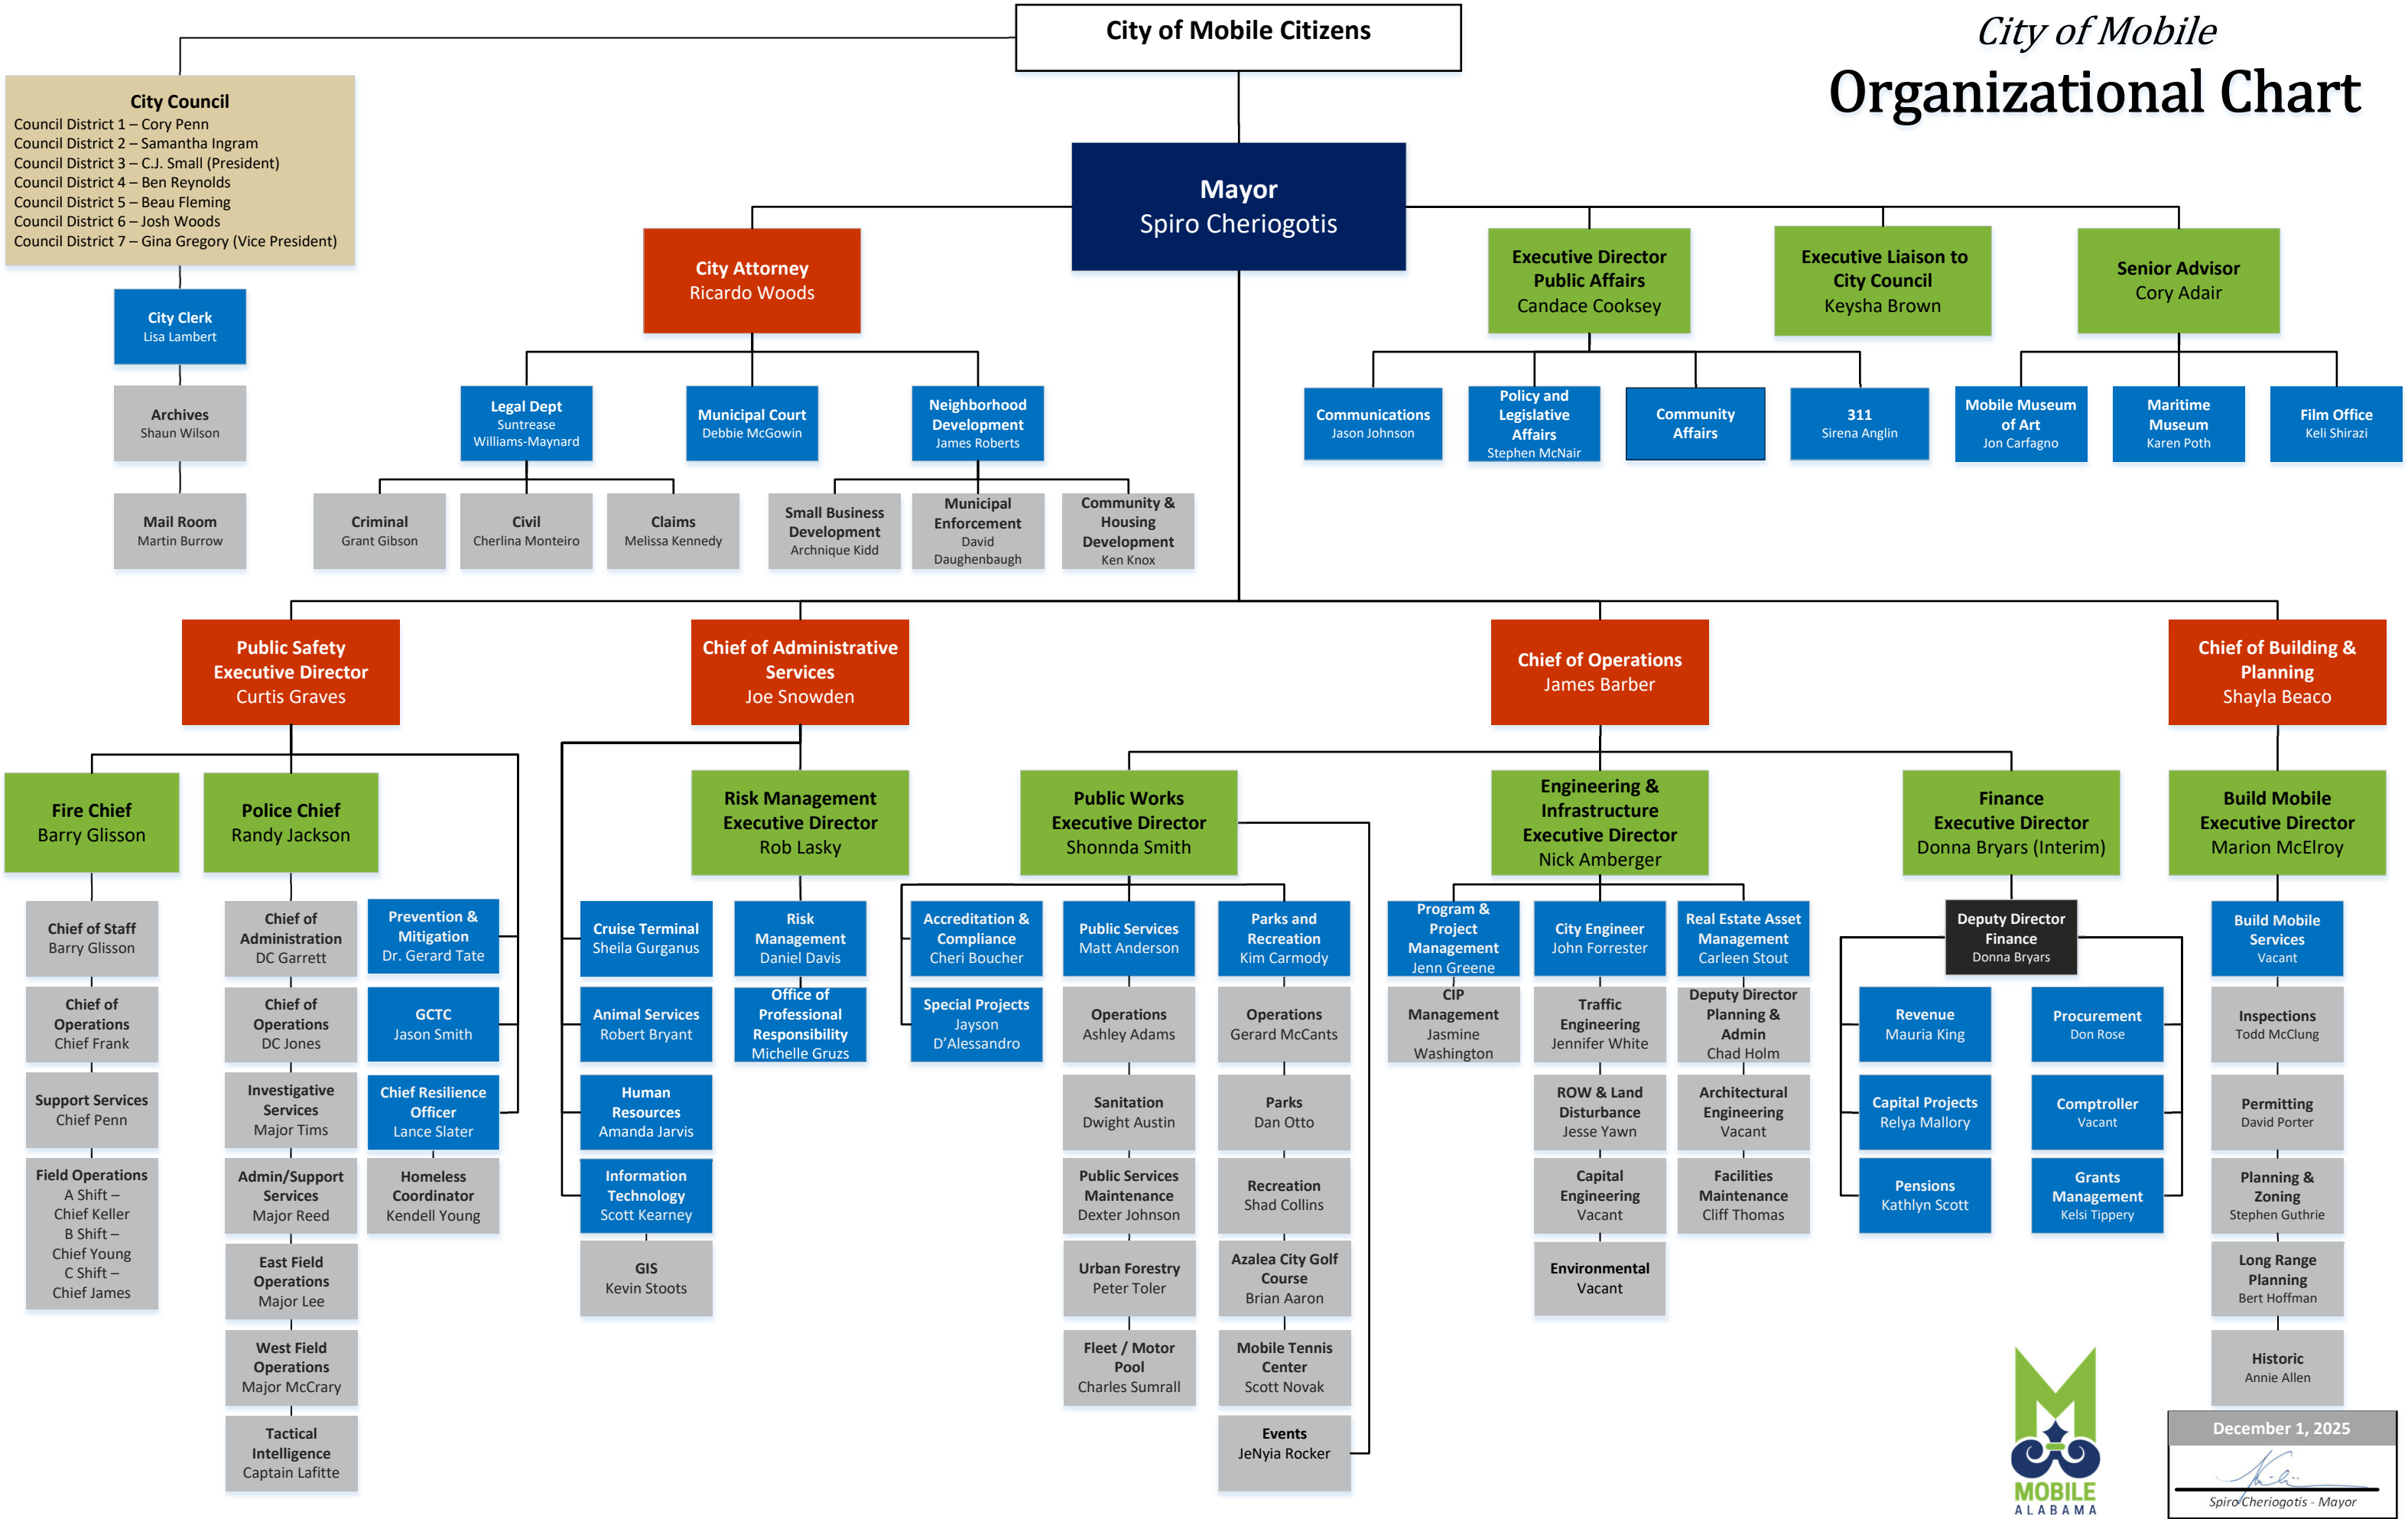 City of Mobile Citizens
City of Mobile
Organizational Chart
City Council
Council District 1 – Cory Penn
Council District 2 – Samantha Ingram
Council District 3 – C.J. Small (President)
Council District 4 – Ben Reynolds
Council District 5 – Beau Fleming
Council District 6 – Josh Woods
Council District 7 – Gina Gregory (Vice President)
City Clerk
Lisa Lambert
Archives
Shaun Wilson
Mail Room
Martin Burrow
Mayor
Spiro Cheriogotis
City Attorney
Ricardo Woods
Legal Dept
Suntrease
Williams-Maynard
Municipal Court
Debbie McGowin
Neighborhood
Development
James Roberts
Criminal
Grant Gibson
Civil
Cherlina Monteiro
Claims
Melissa Kennedy
Small Business
Development
Archnique Kidd
Municipal
Enforcement
David
Daughenbaugh
Community &
Housing
Development
Ken Knox
Executive Director
Public Affairs
Candace Cooksey
Executive Liaison to
City Council
Keysha Brown
Senior Advisor
Cory Adair
Communications
Jason Johnson
Policy and
Legislative
Affairs
Stephen McNair
Community
Affairs
311
Sirena Anglin
Mobile Museum
of Art
Jon Carfagno
Maritime
Museum
Karen Poth
Film Office
Keli Shirazi
Public Safety
Executive Director
Curtis Graves
Fire Chief
Barry Glisson
Chief of Staff
Barry Glisson
Chief of
Operations
Chief Frank
Support Services
Chief Penn
Field Operations
A Shift –
Chief Keller
B Shift –
Chief Young
C Shift –
Chief James
Police Chief
Randy Jackson
Chief of
Administration
DC Garrett
Chief of
Operations
DC Jones
Investigative
Services
Major Tims
Admin/Support
Services
Major Reed
East Field
Operations
Major Lee
West Field
Operations
Major McCrary
Tactical
Intelligence
Captain Lafitte
Prevention &
Mitigation
Dr. Gerard Tate
GCTC
Jason Smith
Chief Resilience
Officer
Lance Slater
Homeless
Coordinator
Kendell Young
Chief of Administrative
Services
Joe Snowden
Cruise Terminal
Sheila Gurganus
Animal Services
Robert Bryant
Human
Resources
Amanda Jarvis
Information
Technology
Scott Kearney
GIS
Kevin Stoots
Risk Management
Executive Director
Rob Lasky
Risk
Management
Daniel Davis
Office of
Professional
Responsibility
Michelle Gruzs
Chief of Operations
James Barber
Public Works
Executive Director
Shonnda Smith
Accreditation &
Compliance
Cheri Boucher
Special Projects
Jayson
D’Alessandro
Public Services
Matt Anderson
Operations
Ashley Adams
Sanitation
Dwight Austin
Public Services
Maintenance
Dexter Johnson
Urban Forestry
Peter Toler
Fleet / Motor
Pool
Charles Sumrall
Parks and
Recreation
Kim Carmody
Operations
Gerard McCants
Parks
Dan Otto
Recreation
Shad Collins
Azalea City Golf
Course
Brian Aaron
Mobile Tennis
Center
Scott Novak
Events
JeNyia Rocker
Engineering &
Infrastructure
Executive Director
Nick Amberger
Program &
Project
Management
Jenn Greene
CIP
Management
Jasmine
Washington
City Engineer
John Forrester
Traffic
Engineering
Jennifer White
ROW & Land
Disturbance
Jesse Yawn
Capital
Engineering
Vacant
Environmental
Vacant
Real Estate Asset
Management
Carleen Stout
Deputy Director
Planning &
Admin
Chad Holm
Architectural
Engineering
Vacant
Facilities
Maintenance
Cliff Thomas
Finance
Executive Director
Donna Bryars (Interim)
Deputy Director
Finance
Donna Bryars
Revenue
Mauria King
Procurement
Don Rose
Capital Projects
Relya Mallory
Comptroller
Vacant
Pensions
Kathlyn Scott
Grants
Management
Kelsi Tippery
Chief of Building &
Planning
Shayla Beaco
Build Mobile
Executive Director
Marion McElroy
Build Mobile
Services
Vacant
Inspections
Todd McClung
Permitting
David Porter
Planning &
Zoning
Stephen Guthrie
Long Range
Planning
Bert Hoffman
Historic
Annie Allen
MOBILE
ALABAMA
December 1, 2025
Spiro Cheriogotis - Mayor